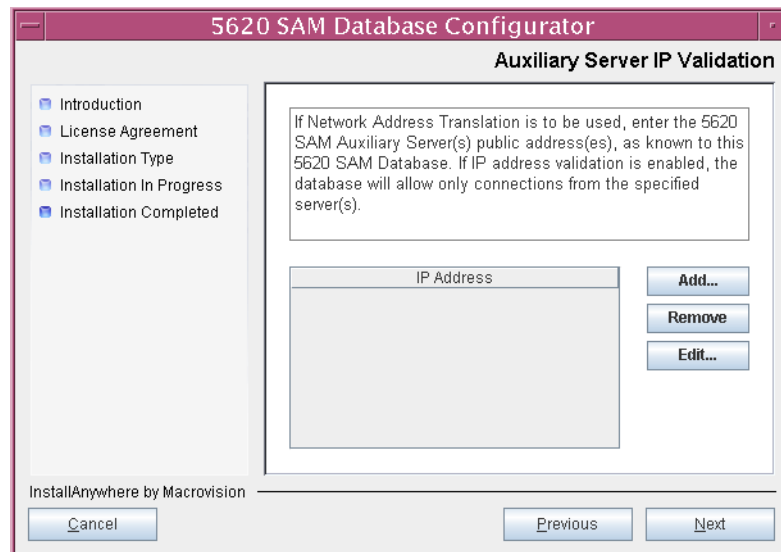 5620 SAM Database Configurator
Auxiliary Server IP Validation
Introduction
License Agreement
Installation Type
Installation In Progress
Installation Completed
If Network Address Translation is to be used, enter the 5620
SAM Auxiliary Server(s) public address(es), as known to this
5620 SAM Database. If IP address validation is enabled, the
database will allow only connections from the specified
server(s).
IP Address
Add...
Remove
Edit...
InstallAnywhere by Macrovision
Cancel
Previous
Next